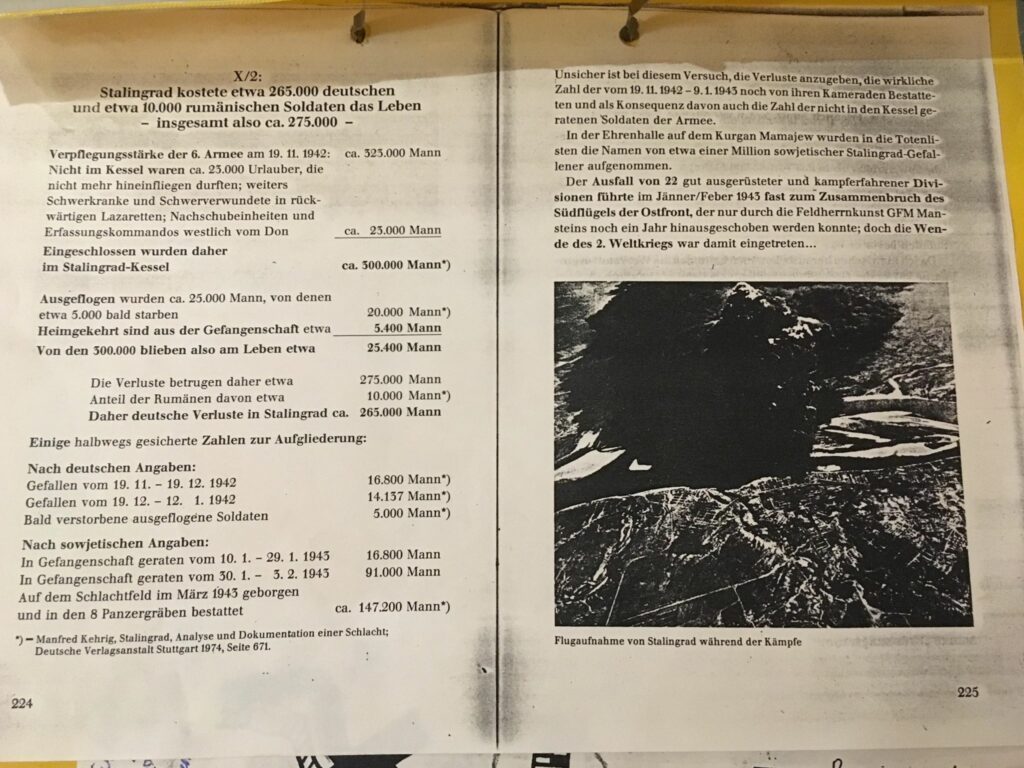 X/2:
Stalingrad kostete etwa 265.000 deutschen
und etwa 10.000 rumänischen Soldaten das Leben
– insgesamt also ca. 275.000 –
Verpflegungsstärke der 6. Armee am 19. 11. 1942: ca. 323.000 Mann
Nicht im Kessel waren ca. 23.000 Urlauber, die
nicht mehr hineinfliegen durften; weiters
Schwerkranke und Schwerverwundete in rück-
wärtigen Lazaretten; Nachschubeinheiten und
Erfassungskommandos westlich vom Don ca. 23.000 Mann
Eingeschlossen wurden daher
im Stalingrad-Kessel ca. 300.000 Mann*)
Ausgeflogen wurden ca. 25.000 Mann, von denen
etwa 5.000 bald starben 20.000 Mann*)
Heimgekehrt sind aus der Gefangenschaft etwa 5.400 Mann
Von den 300.000 blieben also am Leben etwa 25.400 Mann
Die Verluste betrugen daher etwa 275.000 Mann
Anteil der Rumänen davon etwa 10.000 Mann*)
Daher deutsche Verluste in Stalingrad ca. 265.000 Mann
Einige halbwegs gesicherte Zahlen zur Aufgliederung:
Nach deutschen Angaben:
Gefallen vom 19. 11. – 19. 12. 1942 16.800 Mann*)
Gefallen vom 19. 12. – 12. 1. 1942 14.137 Mann*)
Bald verstorbene ausgeflogene Soldaten 5.000 Mann*)
Nach sowjetischen Angaben:
In Gefangenschaft geraten vom 10. 1. – 29. 1. 1943 16.800 Mann
In Gefangenschaft geraten vom 30. 1. – 3. 2. 1943 91.000 Mann
Auf dem Schlachtfeld im März 1943 geborgen
und in den 8 Panzergräben bestattet ca. 147.200 Mann*)
*) – Manfred Kehrig, Stalingrad, Analyse und Dokumentation einer Schlacht;
Deutsche Verlagsanstalt Stuttgart 1974, Seite 671.
224
Unsicher ist bei diesem Versuch, die Verluste anzugeben, die wirkliche
Zahl der vom 19. 11. 1942 – 9. 1. 1943 noch von ihren Kameraden Bestatte-
ten und als Konsequenz davon auch die Zahl der nicht in den Kessel ge-
ratenen Soldaten der Armee.
In der Ehrenhalle auf dem Kurgan Mamajew wurden in die Totenli-
sten die Namen von etwa einer Million sowjetischer Stalingrad-Gefal-
lener aufgenommen.
Der Ausfall von 22 gut ausgerüsteter und kampferfahrener Divi-
sionen führte im Jänner/Feber 1943 fast zum Zusammenbruch des
Südflügels der Ostfront, der nur durch die Feldherrnkunst GFM Man-
steins noch ein Jahr hinausgeschoben werden konnte; doch die Wen-
de des 2. Weltkriegs war damit eingetreten...
Flugaufnahme von Stalingrad während der Kämpfe
225